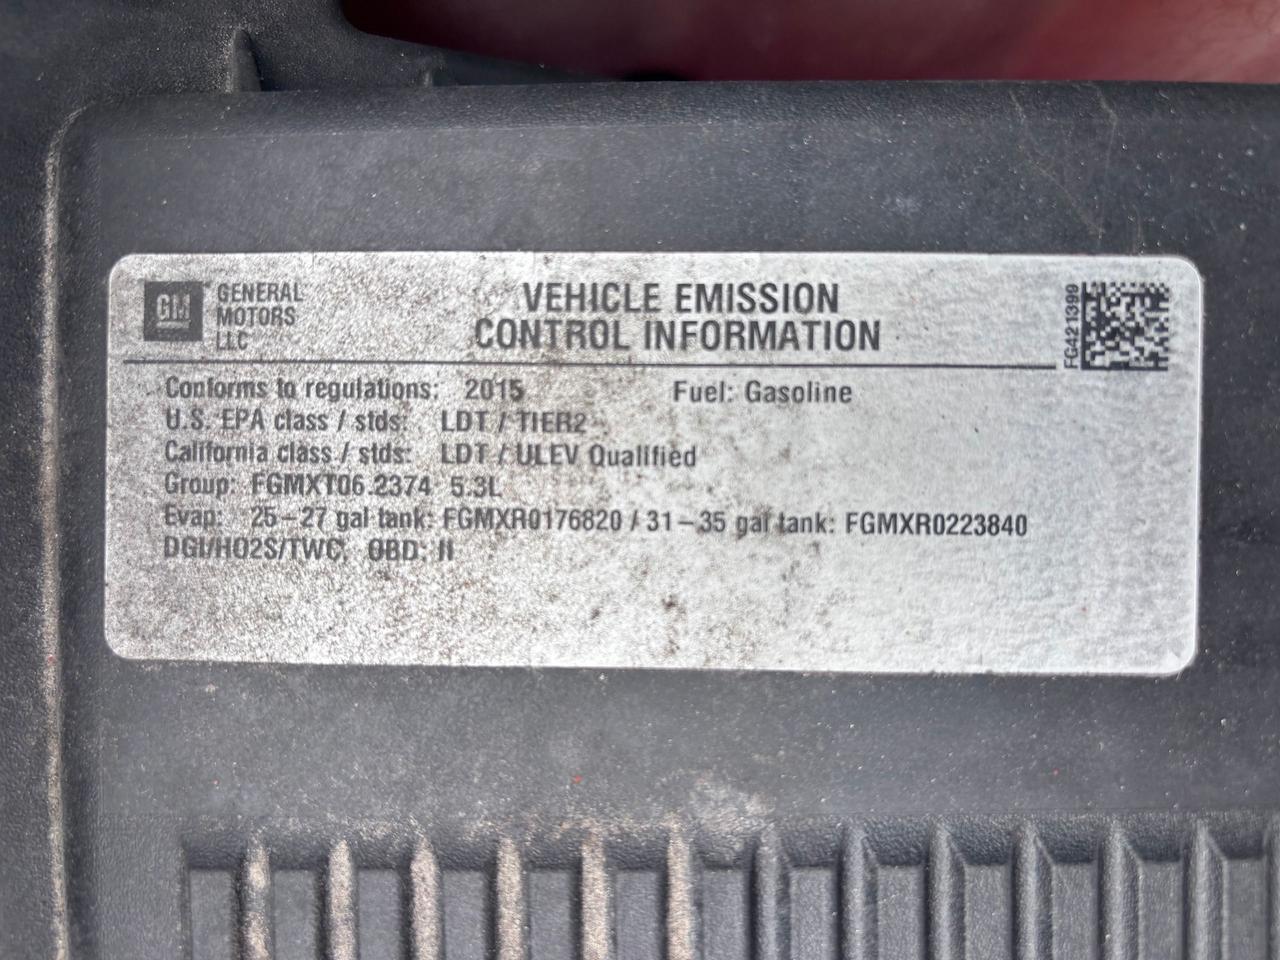 GM
GENERAL
MOTORS
LLC
VEHICLE EMISSION
CONTROL INFORMATION
FG421399
Conforms to regulations: 2015 Fuel: Gasoline
U.S. EPA class / stds: LDT / TIER2
California class / stds: LDT / ULEV Qualified
Group: FGMXT06.2374 5.3L
Evap: 25-27 gal tank: FGMXR0176820 / 31-35 gal tank: FGMXR0223840
DGI/HO2S/TWC, OBD: II